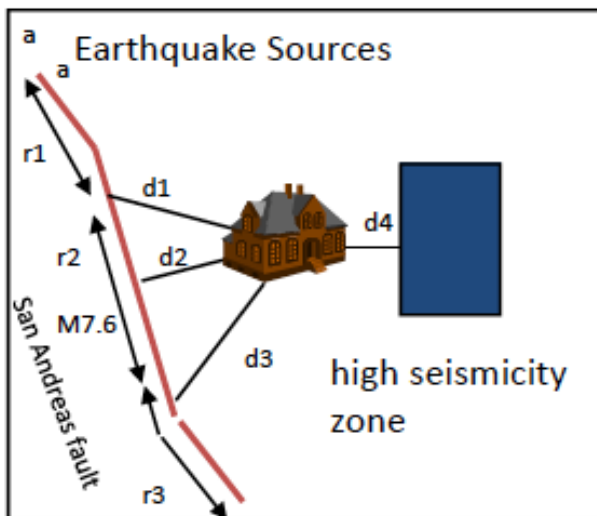 a
a
Earthquake Sources
r1
d1
d4
r2
d2
M7.6
d3
San Andreas fault
high seismicity
zone
r3